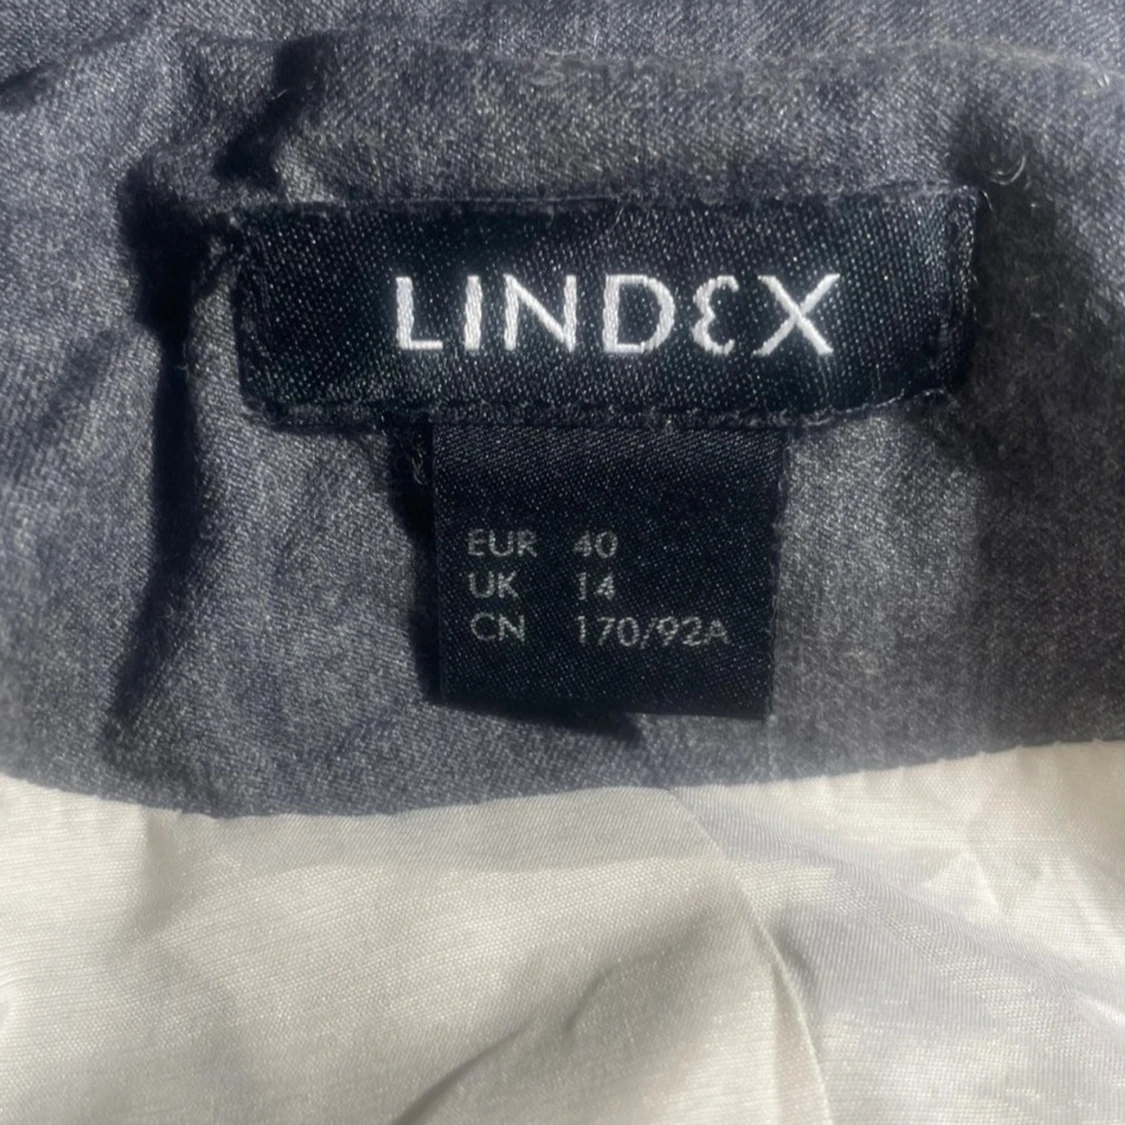 LINDEX
EUR 40
UK 14
CN 170/92A